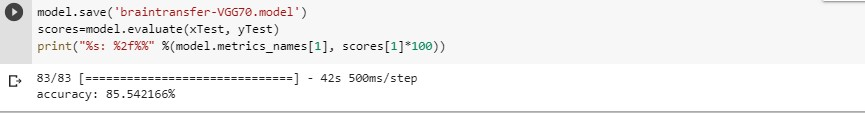 model.save('braintransfer-VGG70.model')
scores=model.evaluate(xTest, yTest)
print("%s: %2f%%" %(model.metrics_names[1], scores[1]*100))
83/83 [==============================] - 42s 500ms/step
accuracy: 85.542166%